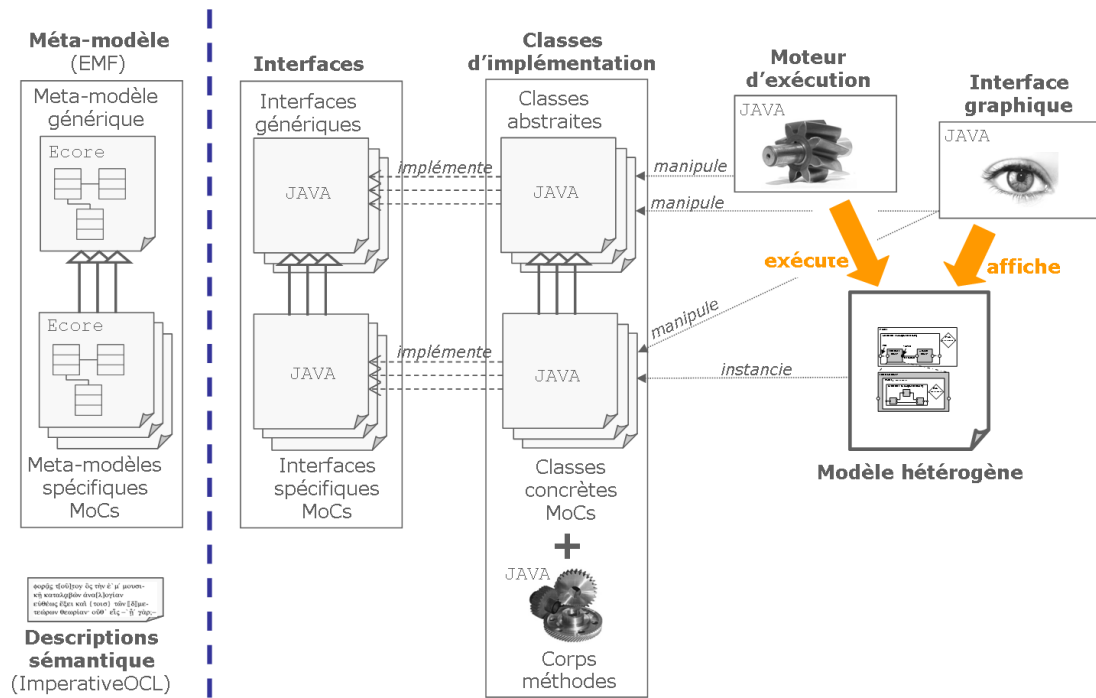 Méta-modèle
(EMF)
Meta-modèle
générique
Ecore
Ecore
Meta-modèles
spécifiques
MoCs
Descriptions
sémantique
(ImperativeOCL)
Interfaces
Interfaces
génériques
JAVA
JAVA
Interfaces
spécifiques
MoCs
implémente
implémente
Classes
d'implémentation
Classes
abstraites
JAVA
JAVA
Classes
concrètes
MoCs
+
JAVA
Corps
méthodes
Moteur
d'exécution
JAVA
Interface
graphique
JAVA
manipule
manipule
manipule
instancie
exécute
affiche
Modèle hétérogène